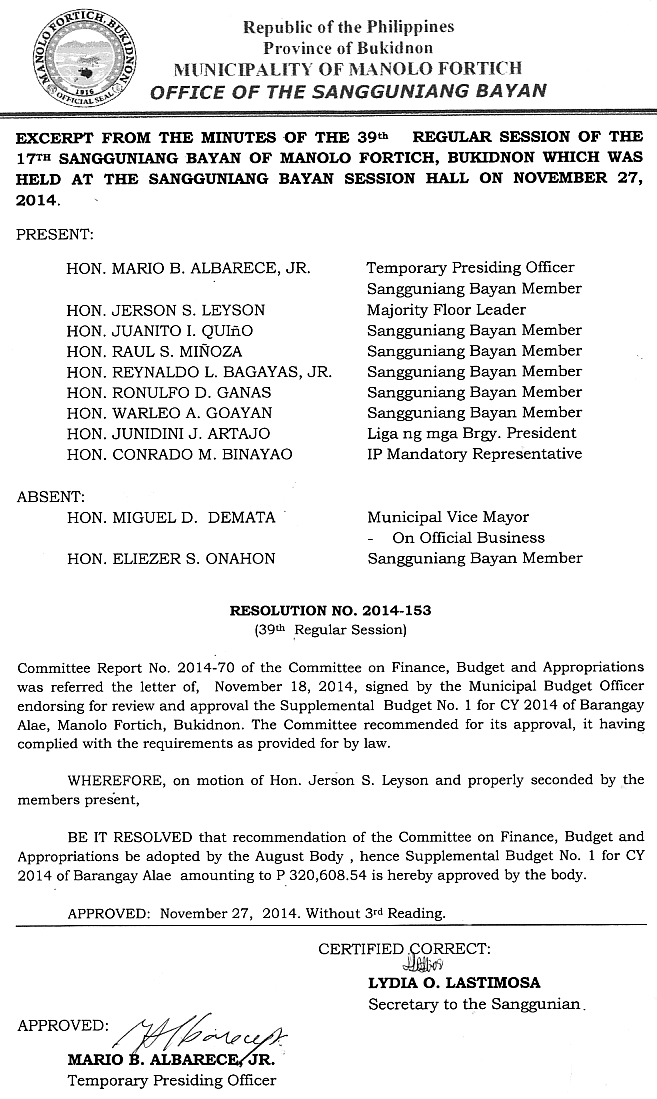 MANOLO FORTICH, BUKIDNON
1916
OFFICIAL SEAL
Republic of the Philippines
Province of Bukidnon
MUNICIPALITY OF MANOLO FORTICH
OFFICE OF THE SANGGUNIANG BAYAN
EXCERPT FROM THE MINUTES OF THE 39th REGULAR SESSION OF THE
17TH SANGGUNIANG BAYAN OF MANOLO FORTICH, BUKIDNON WHICH WAS
HELD AT THE SANGGUNIANG BAYAN SESSION HALL ON NOVEMBER 27,
2014.
PRESENT:
HON. MARIO B. ALBARECE, JR. Temporary Presiding Officer
Sangguniang Bayan Member
HON. JERSON S. LEYSON Majority Floor Leader
HON. JUANITO I. QUIñO Sangguniang Bayan Member
HON. RAUL S. MIÑOZA Sangguniang Bayan Member
HON. REYNALDO L. BAGAYAS, JR. Sangguniang Bayan Member
HON. RONULFO D. GANAS Sangguniang Bayan Member
HON. WARLEO A. GOAYAN Sangguniang Bayan Member
HON. JUNIDINI J. ARTAJO Liga ng mga Brgy. President
HON. CONRADO M. BINAYAO IP Mandatory Representative
ABSENT:
HON. MIGUEL D. DEMATA Municipal Vice Mayor
- On Official Business
HON. ELIEZER S. ONAHON Sangguniang Bayan Member
RESOLUTION NO. 2014-153
(39th Regular Session)
Committee Report No. 2014-70 of the Committee on Finance, Budget and Appropriations
was referred the letter of, November 18, 2014, signed by the Municipal Budget Officer
endorsing for review and approval the Supplemental Budget No. 1 for CY 2014 of Barangay
Alae, Manolo Fortich, Bukidnon. The Committee recommended for its approval, it having
complied with the requirements as provided for by law.
WHEREFORE, on motion of Hon. Jerson S. Leyson and properly seconded by the
members present,
BE IT RESOLVED that recommendation of the Committee on Finance, Budget and
Appropriations be adopted by the August Body , hence Supplemental Budget No. 1 for CY
2014 of Barangay Alae amounting to P 320,608.54 is hereby approved by the body.
APPROVED: November 27, 2014. Without 3rd Reading.
CERTIFIED CORRECT:
LYDIA O. LASTIMOSA
Secretary to the Sanggunian.
APPROVED:
MARIO B. ALBARECE, JR.
Temporary Presiding Officer